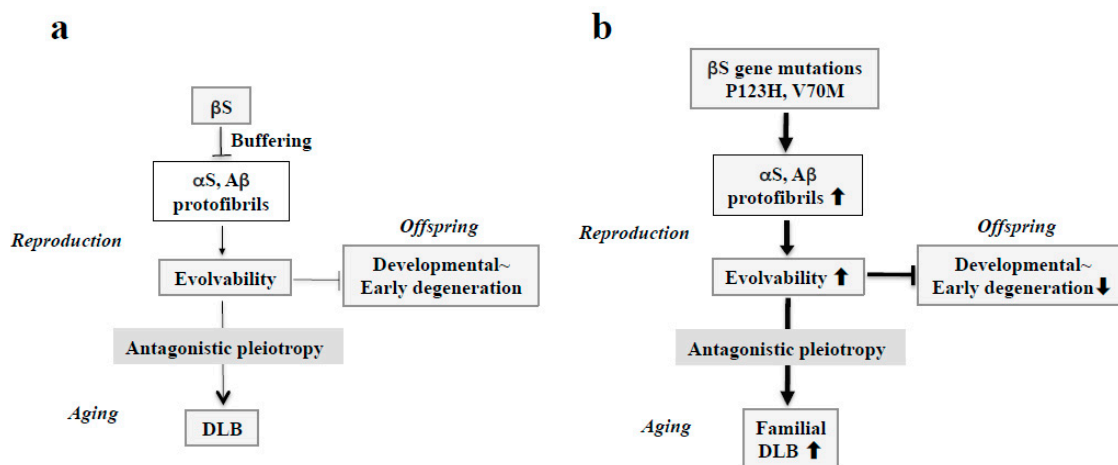 a
βS
Buffering
αS, Aβ
protofibrils
Reproduction
Offspring
Evolvability
Developmental~
Early degeneration
Antagonistic pleiotropy
Aging
DLB
b
βS gene mutations
P123H, V70M
αS, Aβ
protofibrils ⬆
Reproduction
Offspring
Evolvability ⬆
Developmental~
Early degeneration⬇
Antagonistic pleiotropy
Aging
Familial
DLB ⬆